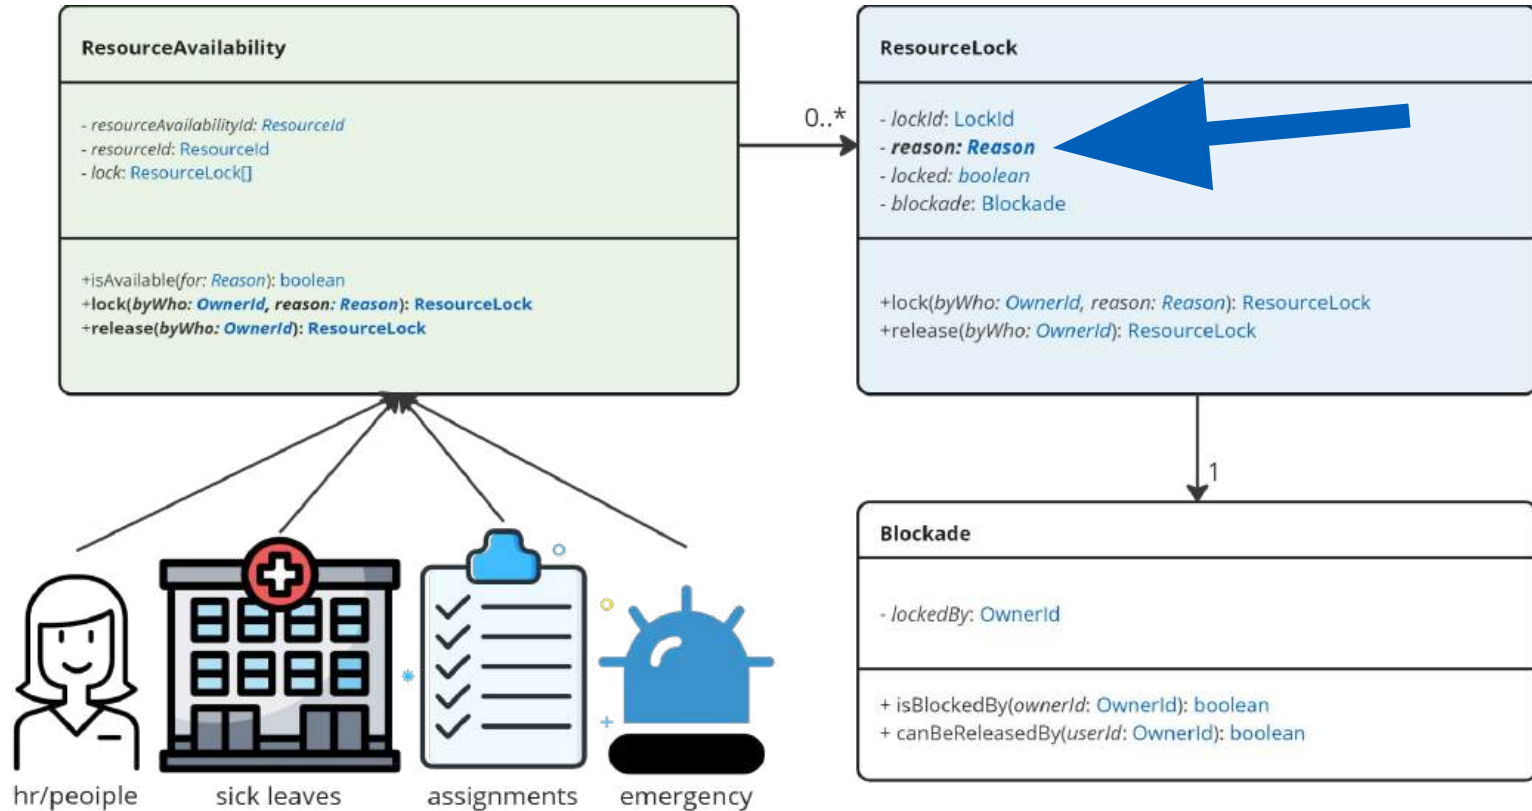 ResourceAvailability
- resourceAvailabilityId: ResourceId
- resourceId: ResourceId
- lock: ResourceLock[]
+isAvailable(for: Reason): boolean
+lock(byWho: OwnerId, reason: Reason): ResourceLock
+release(byWho: OwnerId): ResourceLock
0..*
ResourceLock
- lockId: LockId
- reason: Reason
- locked: boolean
- blockade: Blockade
+lock(byWho: OwnerId, reason: Reason): ResourceLock
+release(byWho: OwnerId): ResourceLock
1
Blockade
- lockedBy: OwnerId
+ isBlockedBy(ownerId: OwnerId): boolean
+ canBeReleasedBy(userId: OwnerId): boolean
hr/peoiple
sick leaves
assignments
emergency